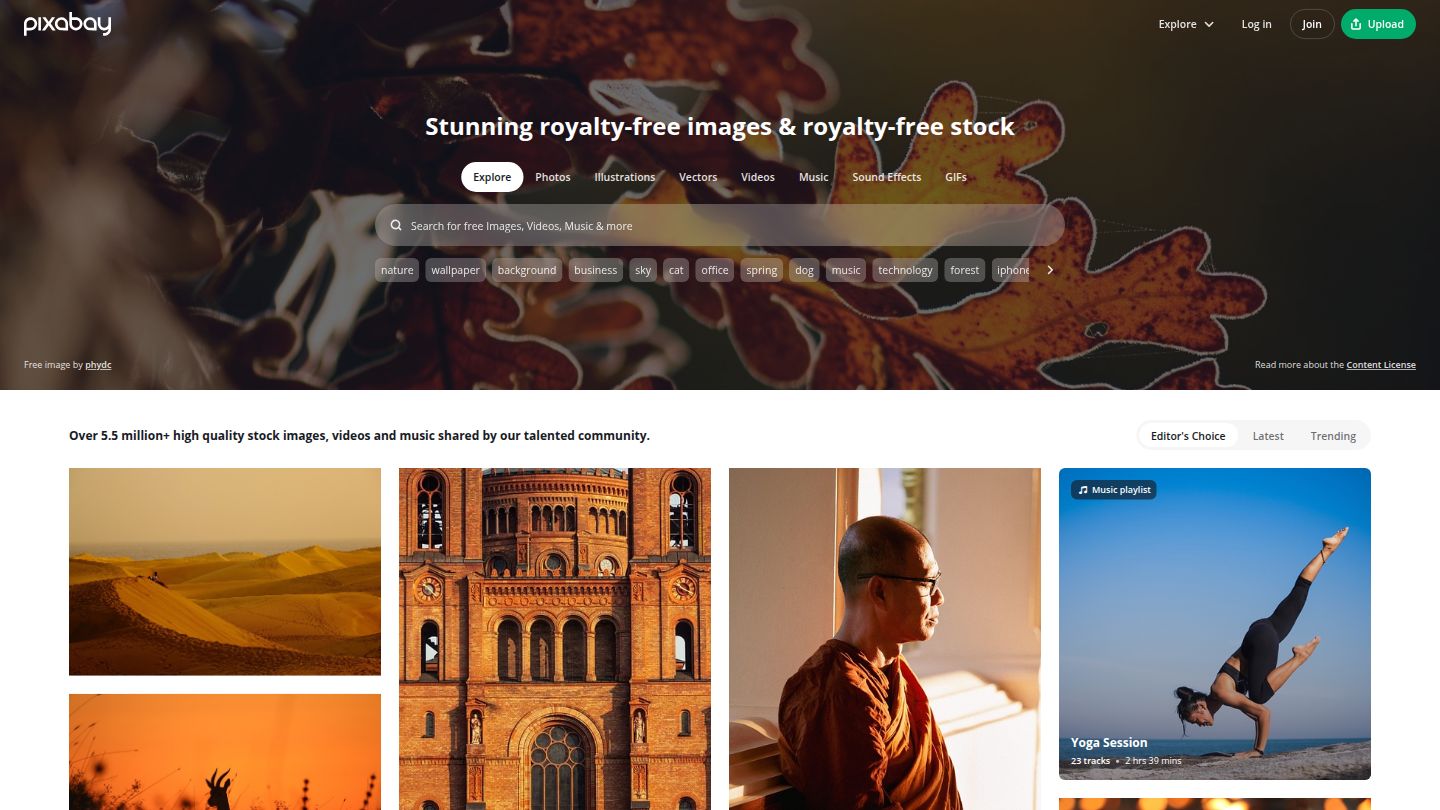 pixabay
Explore
Log in
Join
Upload
Stunning royalty-free images & royalty-free stock
Explore
Photos
Illustrations
Vectors
Videos
Music
Sound Effects
GIFs
Search for free Images, Videos, Music & more
nature
wallpaper
background
business
sky
cat
office
spring
dog
music
technology
forest
iphone
Free image by phydc
Read more about the Content License
Over 5.5 million+ high quality stock images, videos and music shared by our talented community.
Editor's Choice
Latest
Trending
Music playlist
Yoga Session
23 tracks • 2 hrs 39 mins